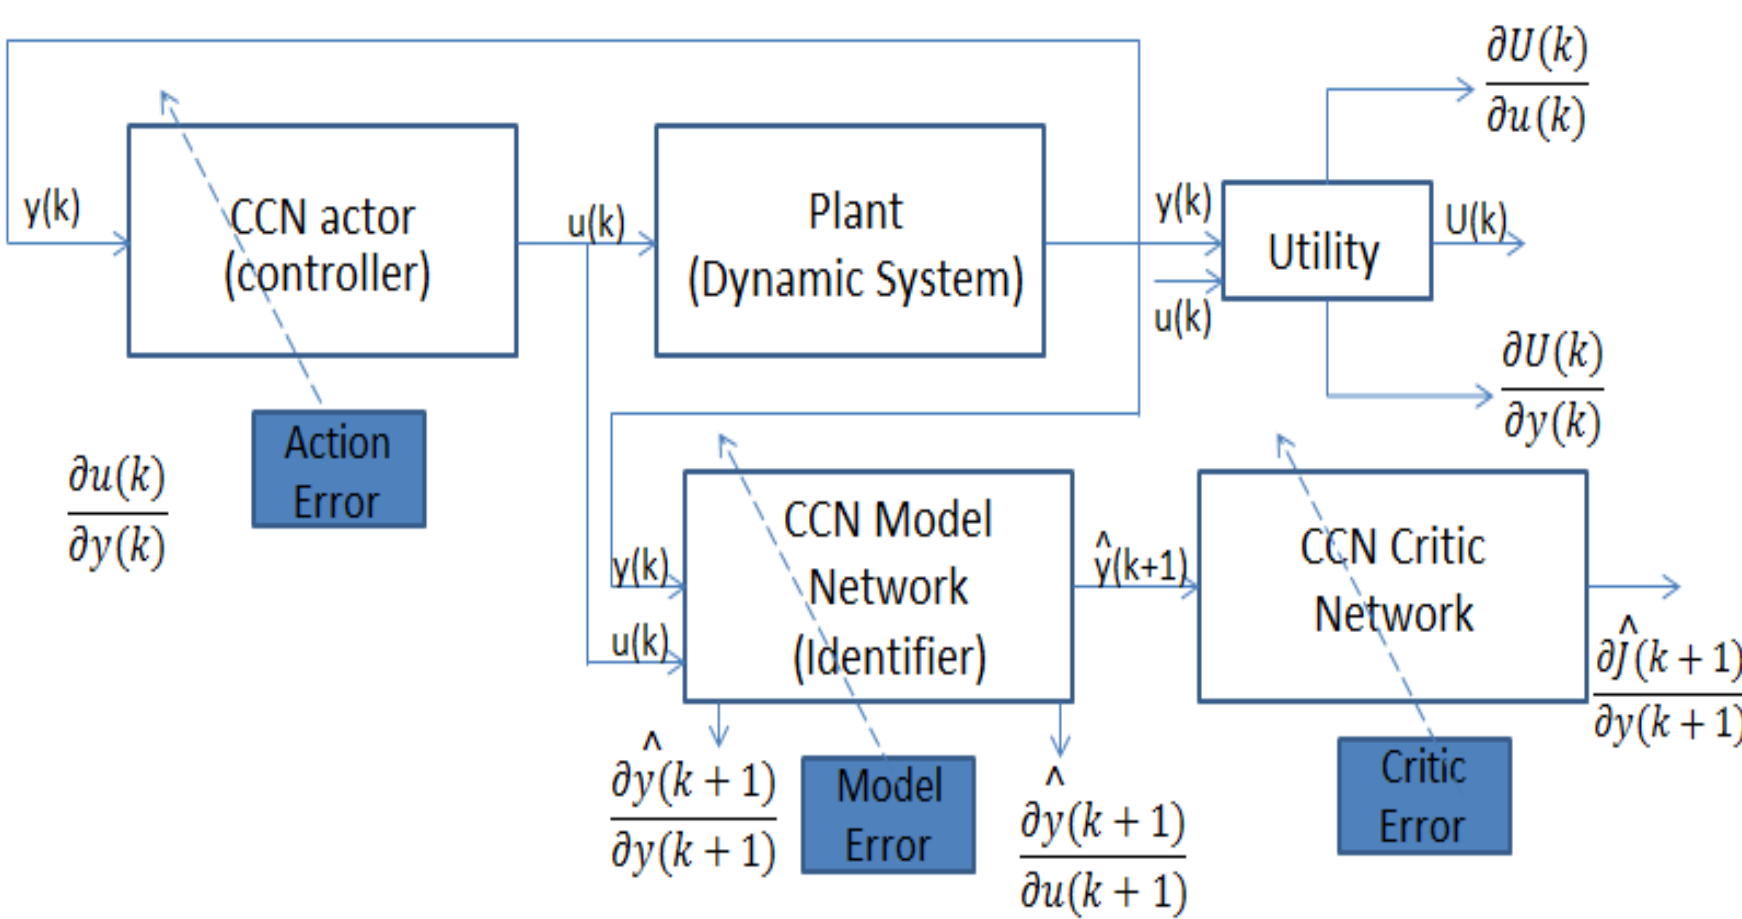 ∂U(k)
∂u(k)
y(k)
CCN actor
(controller)
u(k)
Plant
(Dynamic System)
y(k)
u(k)
Utility
U(k)
∂U(k)
∂y(k)
∂u(k)
∂y(k)
Action
Error
y(k)
u(k)
CCN Model
Network
(Identifier)
ŷ(k+1)
CCN Critic
Network
∂Ĵ(k + 1)
∂y(k + 1)
∂ŷ(k + 1)
∂y(k + 1)
Model
Error
∂ŷ(k + 1)
∂u(k + 1)
Critic
Error